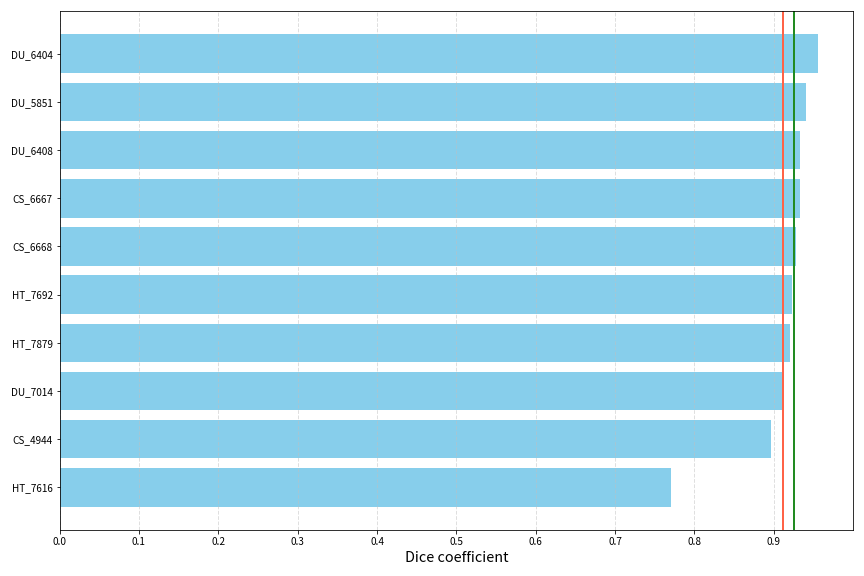 DU_6404
DU_5851
DU_6408
CS_6667
CS_6668
HT_7692
HT_7879
DU_7014
CS_4944
HT_7616
0.0 0.1 0.2 0.3 0.4 0.5 0.6 0.7 0.8 0.9
Dice coefficient